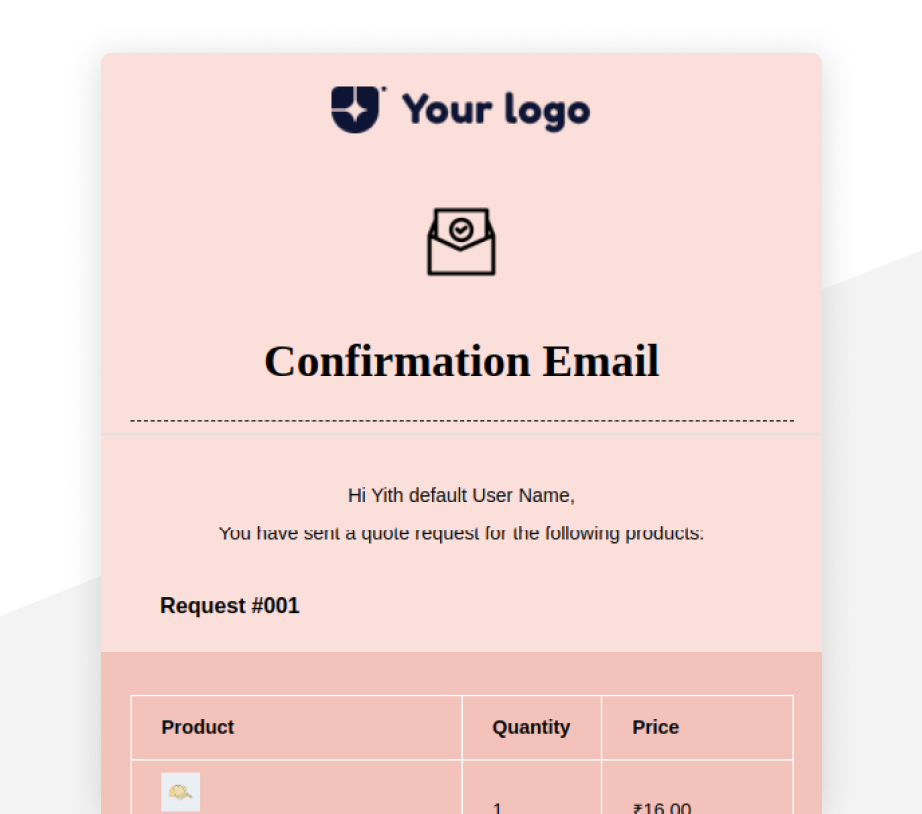 Your logo
Confirmation Email
Hi Yith default User Name,
You have sent a quote request for the following products:
Request #001
Product Quantity Price
1 ₹16.00